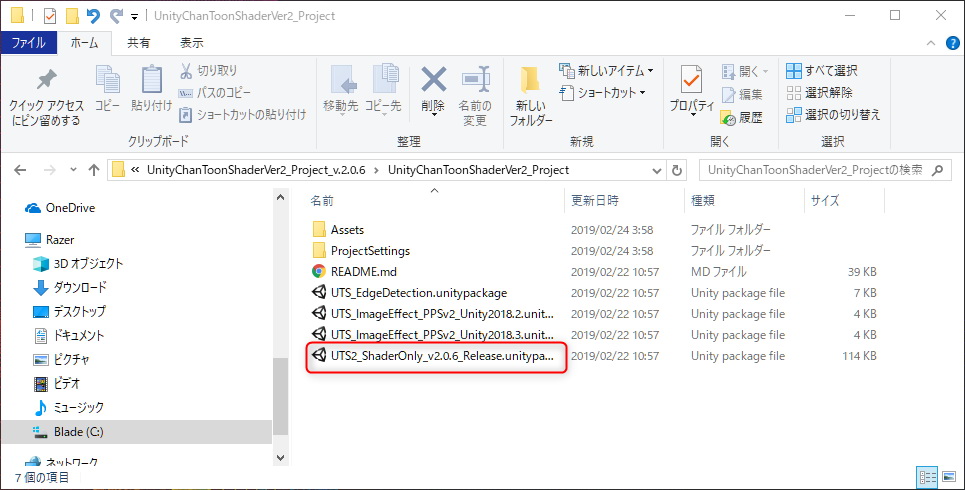 UnityChanToonShaderVer2_Project
ファイル ホーム 共有 表示
クイック アクセス
にピン留めする
コピー
貼り付け
切り取り
パスのコピー
ショートカットの貼り付け
クリップボード
移動先
コピー先
削除
名前の
変更
整理
新しい
フォルダー
新しいアイテム
ショートカット
新規
プロパティ
開く
編集
履歴
開く
すべて選択
選択解除
選択の切り替え
選択
« UnityChanToonShaderVer2_Project_v.2.0.6 › UnityChanToonShaderVer2_Project
UnityChanToonShaderVer2_Projectの検索
OneDrive
Razer
3D オブジェクト
ダウンロード
デスクトップ
ドキュメント
ピクチャ
ビデオ
ミュージック
Blade (C:)
ネットワーク
名前 更新日時 種類 サイズ
Assets 2019/02/24 3:58 ファイル フォルダー
ProjectSettings 2019/02/24 3:58 ファイル フォルダー
README.md 2019/02/22 10:57 MD ファイル 39 KB
UTS_EdgeDetection.unitypackage 2019/02/22 10:57 Unity package file 7 KB
UTS_ImageEffect_PPSv2_Unity2018.2.unit... 2019/02/22 10:57 Unity package file 4 KB
UTS_ImageEffect_PPSv2_Unity2018.3.unit... 2019/02/22 10:57 Unity package file 4 KB
UTS2_ShaderOnly_v2.0.6_Release.unitypa... 2019/02/22 10:57 Unity package file 114 KB
7 個の項目